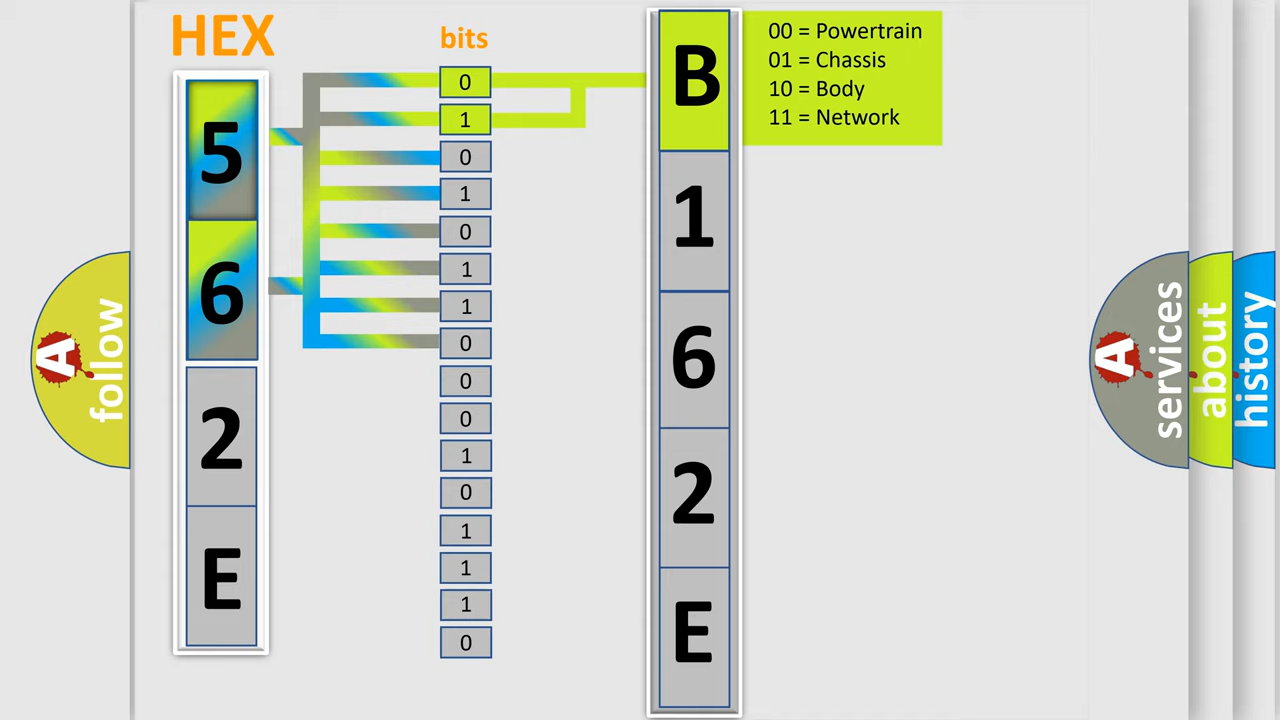 HEX
bits
5
6
2
E
0
1
0
1
0
1
1
0
0
0
1
0
1
1
1
0
B
1
6
2
E
00 = Powertrain
01 = Chassis
10 = Body
11 = Network
A
follow
A
services
about
history